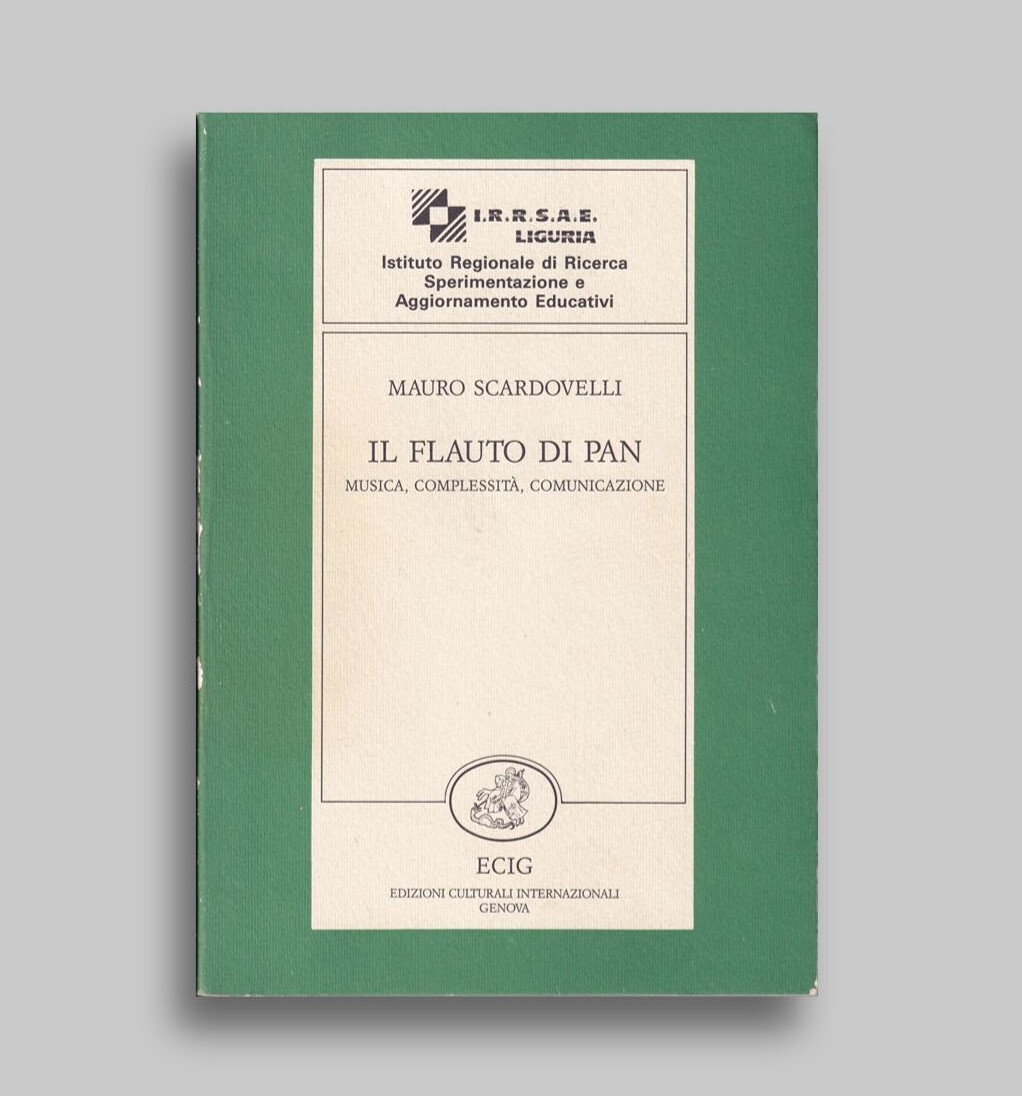 I.R.R.S.A.E.
LIGURIA
Istituto Regionale di Ricerca
Sperimentazione e
Aggiornamento Educativi
MAURO SCARDOVELLI
IL FLAUTO DI PAN
MUSICA, COMPLESSITÀ, COMUNICAZIONE
ECIG
EDIZIONI CULTURALI INTERNAZIONALI
GENOVA